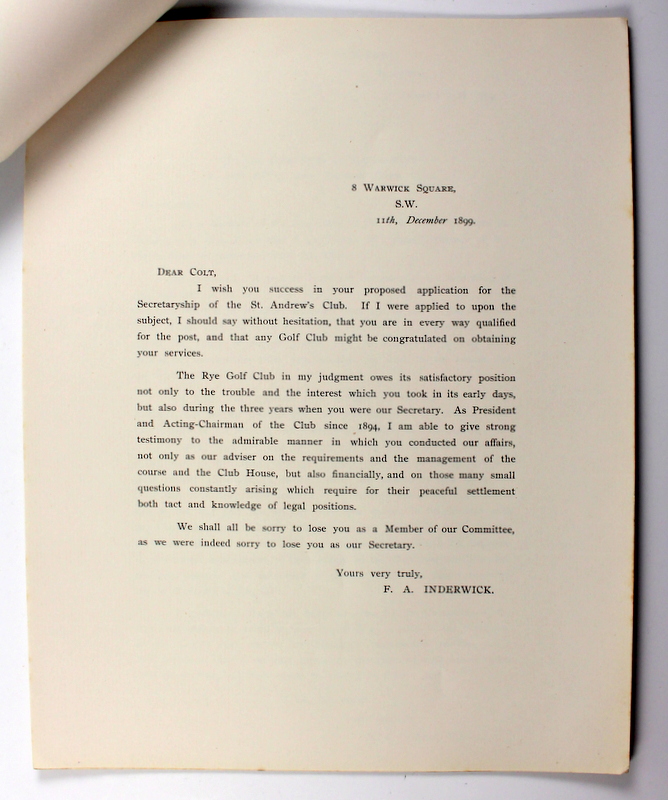 8 Warwick Square,
S.W.
11th, December 1899.
Dear Colt,
I wish you success in your proposed application for the
Secretaryship of the St. Andrew's Club. If I were applied to upon the
subject, I should say without hesitation, that you are in every way qualified
for the post, and that any Golf Club might be congratulated on obtaining
your services.
The Rye Golf Club in my judgment owes its satisfactory position
not only to the trouble and the interest which you took in its early days,
but also during the three years when you were our Secretary. As President
and Acting-Chairman of the Club since 1894, I am able to give strong
testimony to the admirable manner in which you conducted our affairs,
not only as our adviser on the requirements and the management of the
course and the Club House, but also financially, and on those many small
questions constantly arising which require for their peaceful settlement
both tact and knowledge of legal positions.
We shall all be sorry to lose you as a Member of our Committee,
as we were indeed sorry to lose you as our Secretary.
Yours very truly,
F. A. INDERWICK.